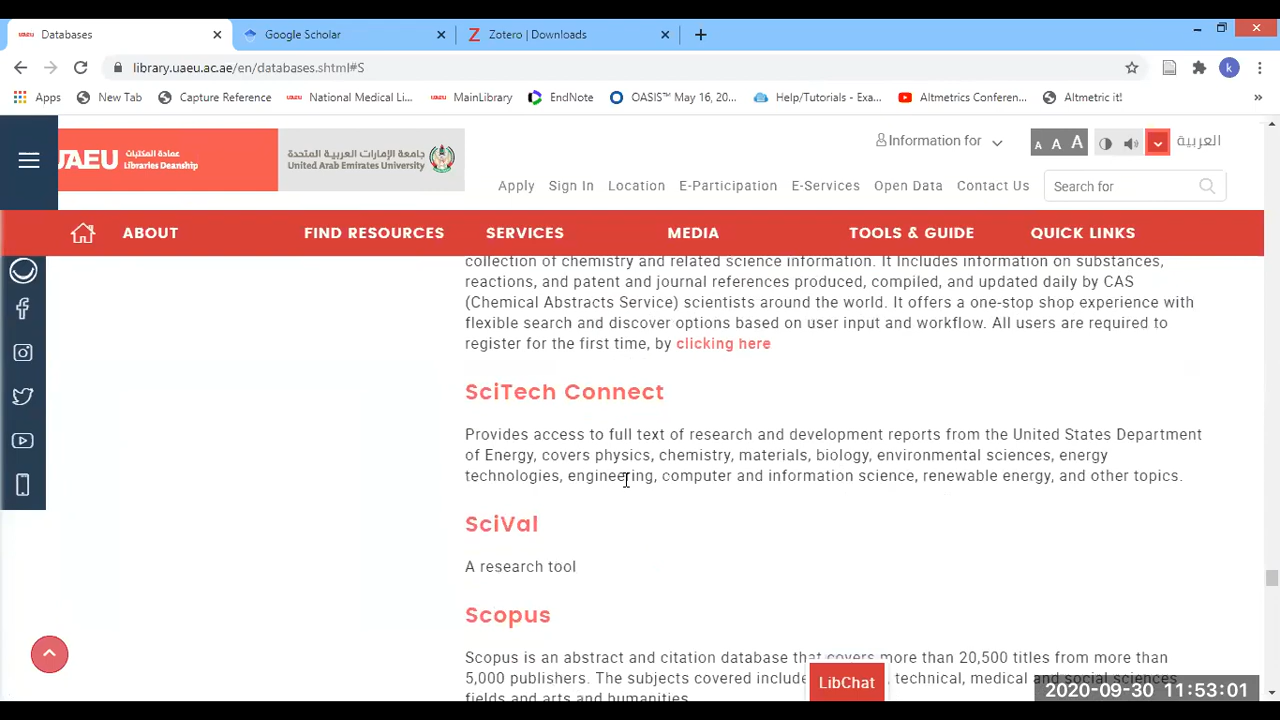 Databases
Google Scholar
Zotero | Downloads
library.uaeu.ac.ae/en/databases.shtml#S
k
Apps
New Tab
Capture Reference
National Medical Li...
MainLibrary
EndNote
OASIS™ May 16, 20...
Help/Tutorials - Exa...
Altmetrics Conferen...
Altmetric it!
»
UAEU عمادة المكتبات
Libraries Deanship
جامعة الإمارات العربية المتحدة
United Arab Emirates University
Information for
A A A
العربية
Apply Sign In Location E-Participation E-Services Open Data Contact Us
Search for
ABOUT FIND RESOURCES SERVICES MEDIA TOOLS & GUIDE QUICK LINKS
collection of chemistry and related science information. It Includes information on substances,
reactions, and patent and journal references produced, compiled, and updated daily by CAS
(Chemical Abstracts Service) scientists around the world. It offers a one-stop shop experience with
flexible search and discover options based on user input and workflow. All users are required to
register for the first time, by clicking here
SciTech Connect
Provides access to full text of research and development reports from the United States Department
of Energy, covers physics, chemistry, materials, biology, environmental sciences, energy
technologies, engineering, computer and information science, renewable energy, and other topics.
SciVal
A research tool
Scopus
Scopus is an abstract and citation database that covers more than 20,500 titles from more than
5,000 publishers. The subjects covered include technical, medical and social sciences
fields and arts and humanities.
LibChat
2020-09-30 11:53:01